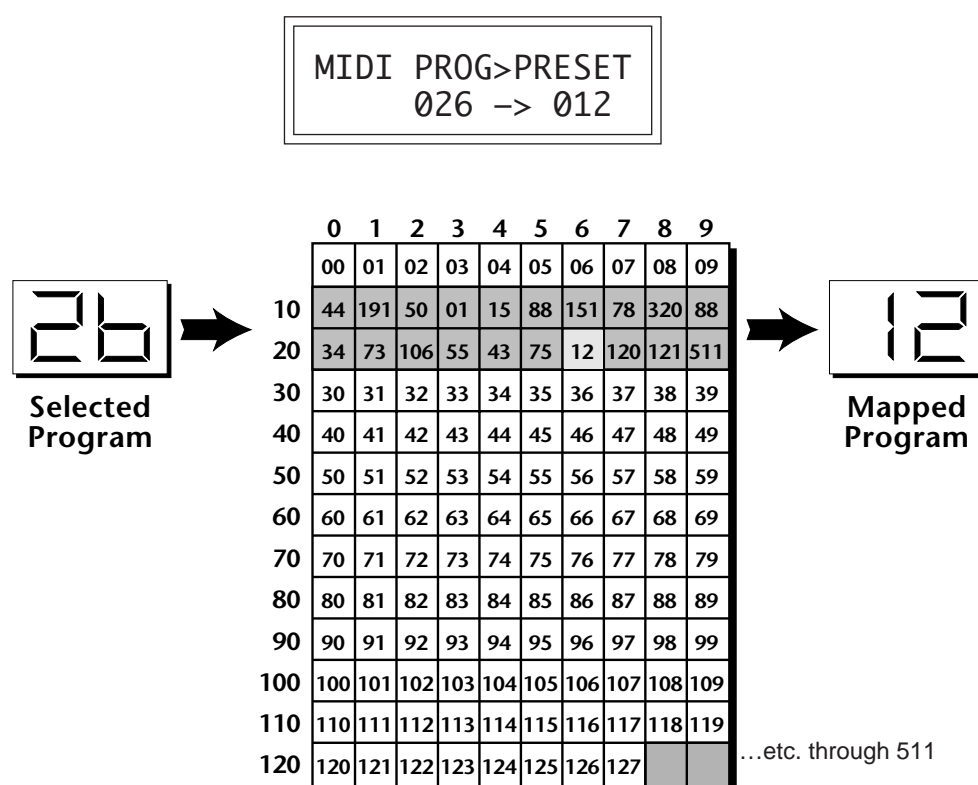 MIDI PROG>PRESET
026 –> 012
0 1 2 3 4 5 6 7 8 9
00 01 02 03 04 05 06 07 08 09
10 44 191 50 01 15 88 151 78 320 88
20 34 73 106 55 43 75 12 120 121 511
30 30 31 32 33 34 35 36 37 38 39
40 40 41 42 43 44 45 46 47 48 49
50 50 51 52 53 54 55 56 57 58 59
60 60 61 62 63 64 65 66 67 68 69
70 70 71 72 73 74 75 76 77 78 79
80 80 81 82 83 84 85 86 87 88 89
90 90 91 92 93 94 95 96 97 98 99
100 100 101 102 103 104 105 106 107 108 109
110 110 111 112 113 114 115 116 117 118 119
120 120 121 122 123 124 125 126 127
26
Selected
Program
12
Mapped
Program
…etc. through 511